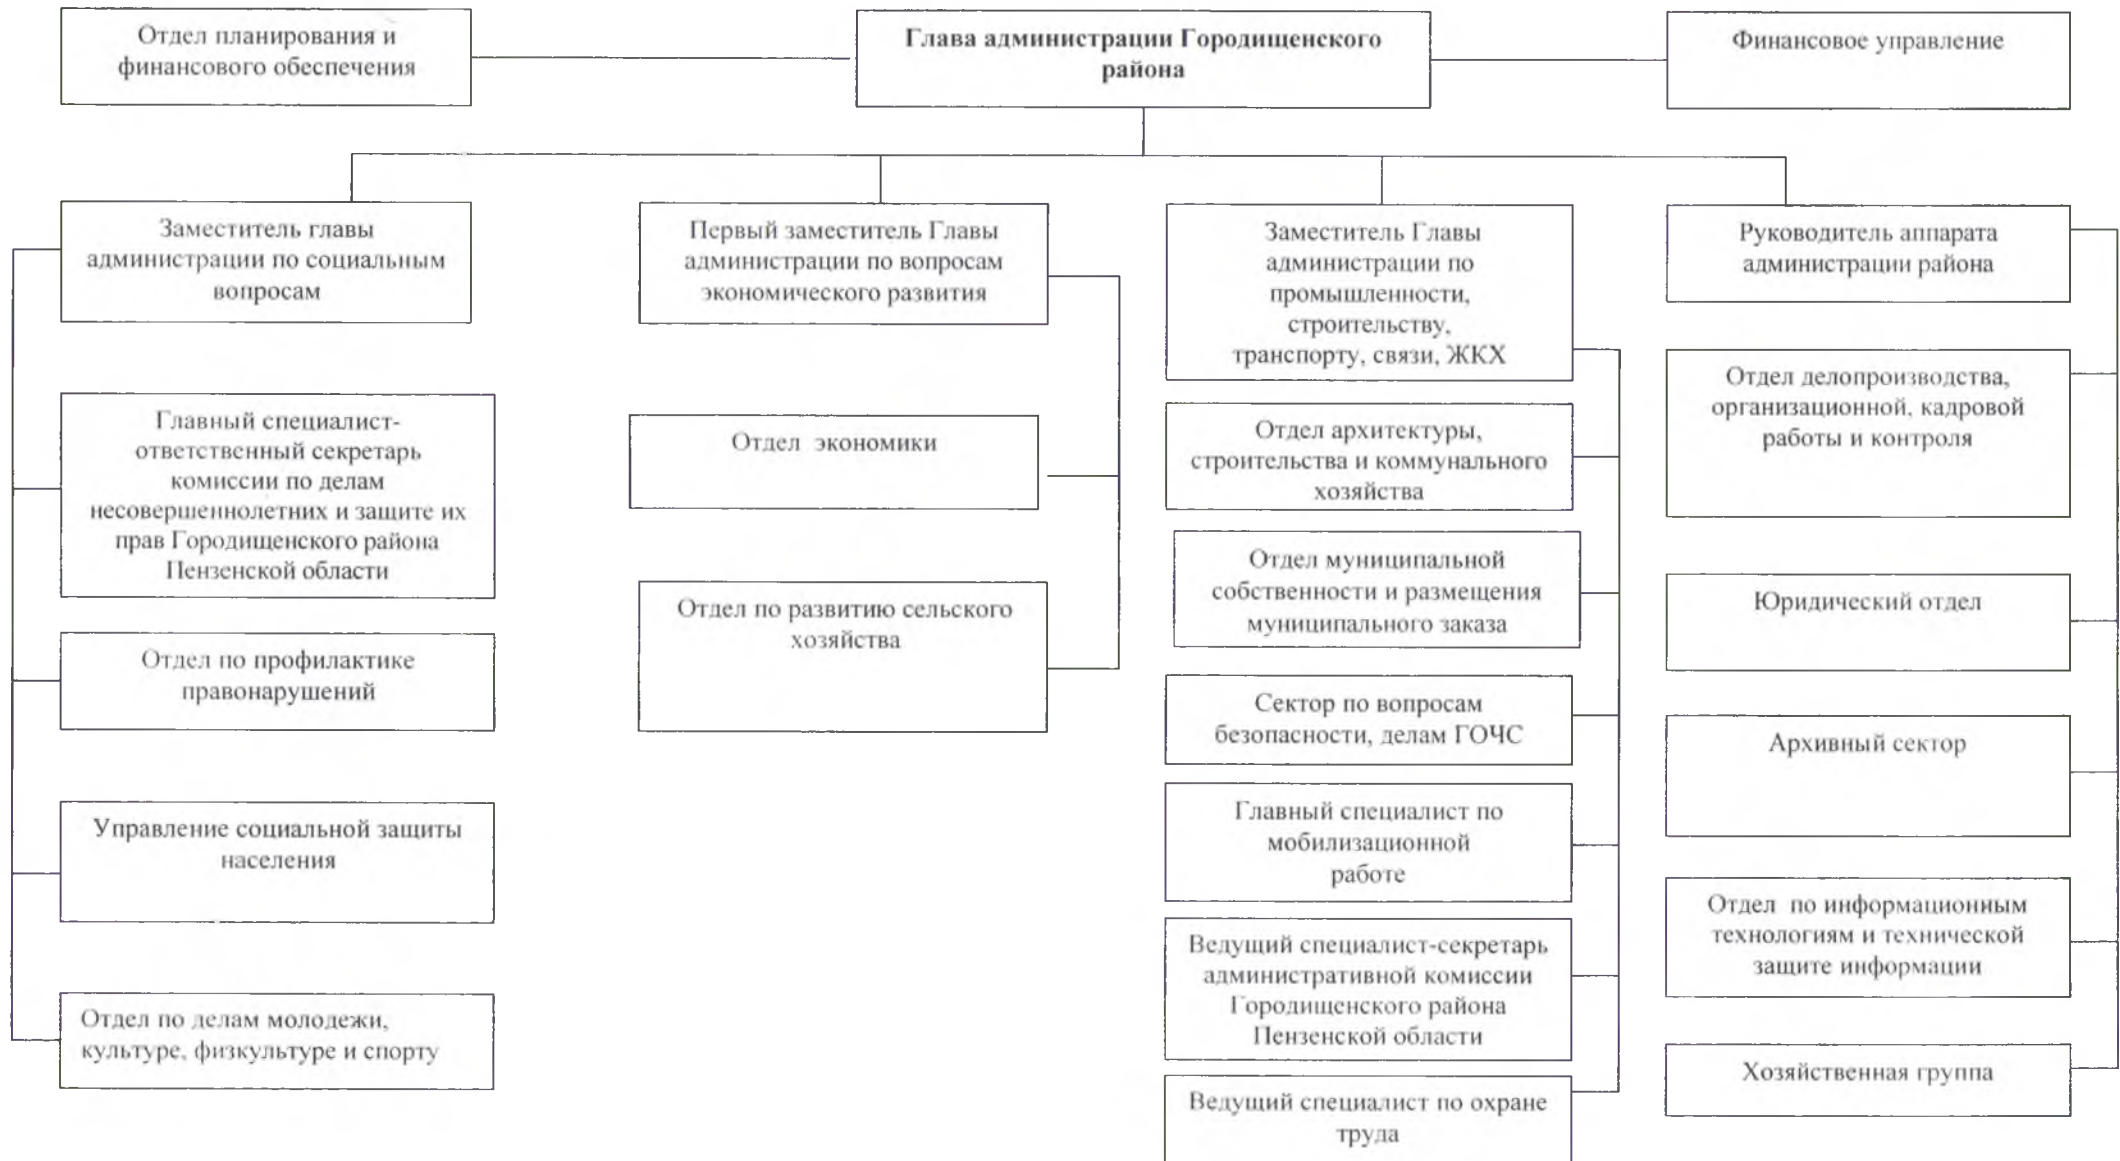 Отдел планирования и
финансового обеспечения
Глава администрации Городищенского
района
Финансовое управление
Заместитель главы
администрации по социальным
вопросам
Главный специалист-
ответственный секретарь
комиссии по делам
несовершеннолетних и защите их
прав Городищенского района
Пензенской области
Отдел по профилактике
правонарушений
Управление социальной защиты
населения
Отдел по делам молодежи,
культуре, физкультуре и спорту
Первый заместитель Главы
администрации по вопросам
экономического развития
Отдел экономики
Отдел по развитию сельского
хозяйства
Заместитель Главы
администрации по
промышленности,
строительству,
транспорту, связи, ЖКХ
Отдел архитектуры,
строительства и коммунального
хозяйства
Отдел муниципальной
собственности и размещения
муниципального заказа
Сектор по вопросам
безопасности, делам ГОЧС
Главный специалист по
мобилизационной
работе
Ведущий специалист-секретарь
административной комиссии
Городищенского района
Пензенской области
Ведущий специалист по охране
труда
Руководитель аппарата
администрации района
Отдел делопроизводства,
организационной, кадровой
работы и контроля
Юридический отдел
Архивный сектор
Отдел по информационным
технологиям и технической
защите информации
Хозяйственная группа